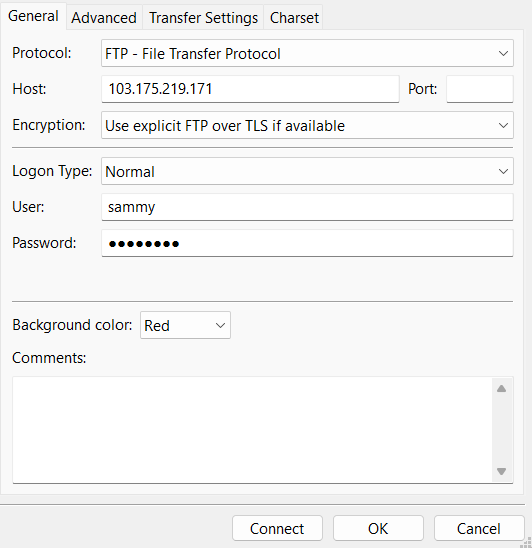 General Advanced Transfer Settings Charset
Protocol: FTP - File Transfer Protocol
Host: 103.175.219.171 Port:
Encryption: Use explicit FTP over TLS if available
Logon Type: Normal
User: sammy
Password: ●●●●●●●●
Background color: Red
Comments:
Connect OK Cancel